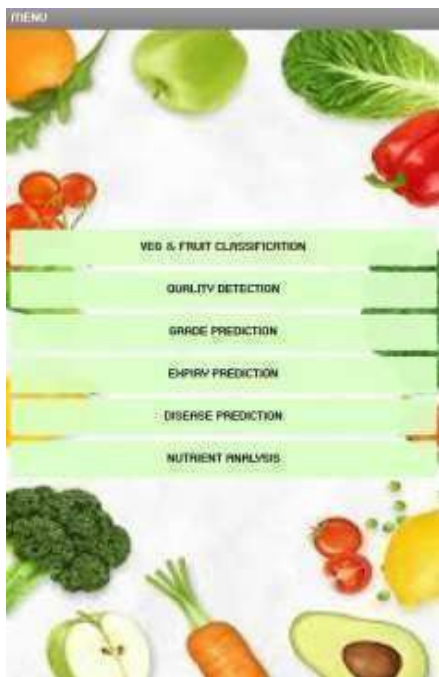 MENU
VEG & FRUIT CLASSIFICATION
QUALITY DETECTION
GRADE PREDICTION
EXPIRY PREDICTION
DISEASE PREDICTION
NUTRIENT ANALYSIS